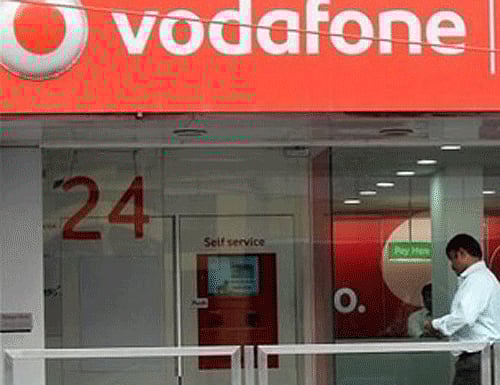 vodafone
24
Self service
Pay Here
o.